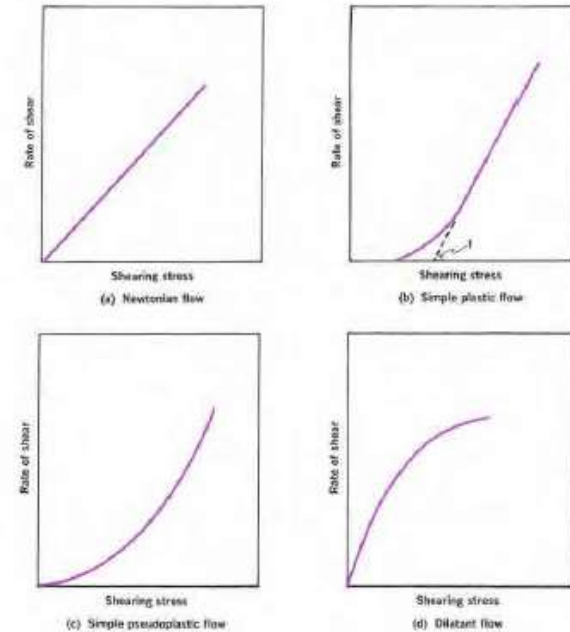 Rate of shear
Shearing stress
(a) Newtonian flow
Rate of shear
f
Shearing stress
(b) Simple plastic flow
Rate of shear
Shearing stress
(c) Simple pseudoplastic flow
Rate of shear
Shearing stress
(d) Dilatant flow